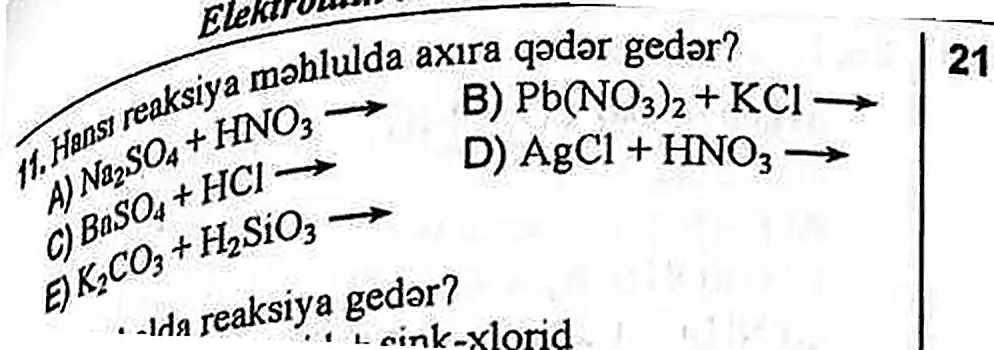 11. Hansı reaksiya məhlulda axıra qədər gedər?
A) Na₂SO₄ + HNO₃ ⟶ B) Pb(NO₃)₂ + KCl ⟶
C) BaSO₄ + HCl ⟶ D) AgCl + HNO₃ ⟶
E) K₂CO₃ + H₂SiO₃ ⟶
reaksiya gedər?
sink-xlorid
21